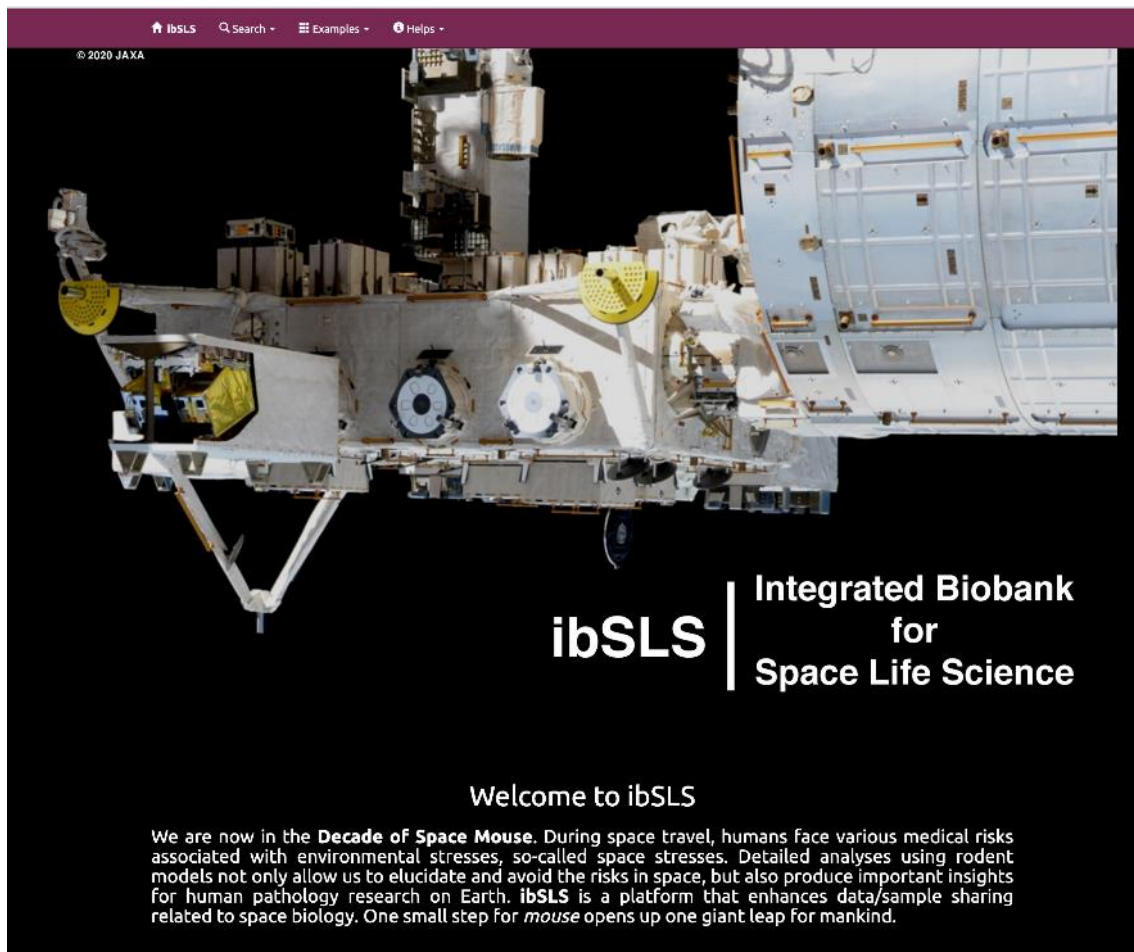 ibSLS Search Examples Helps
© 2020 JAXA
ibSLS
Integrated Biobank
for
Space Life Science
Welcome to ibSLS
We are now in the Decade of Space Mouse. During space travel, humans face various medical risks
associated with environmental stresses, so-called space stresses. Detailed analyses using rodent
models not only allow us to elucidate and avoid the risks in space, but also produce important insights
for human pathology research on Earth. ibSLS is a platform that enhances data/sample sharing
related to space biology. One small step for mouse opens up one giant leap for mankind.